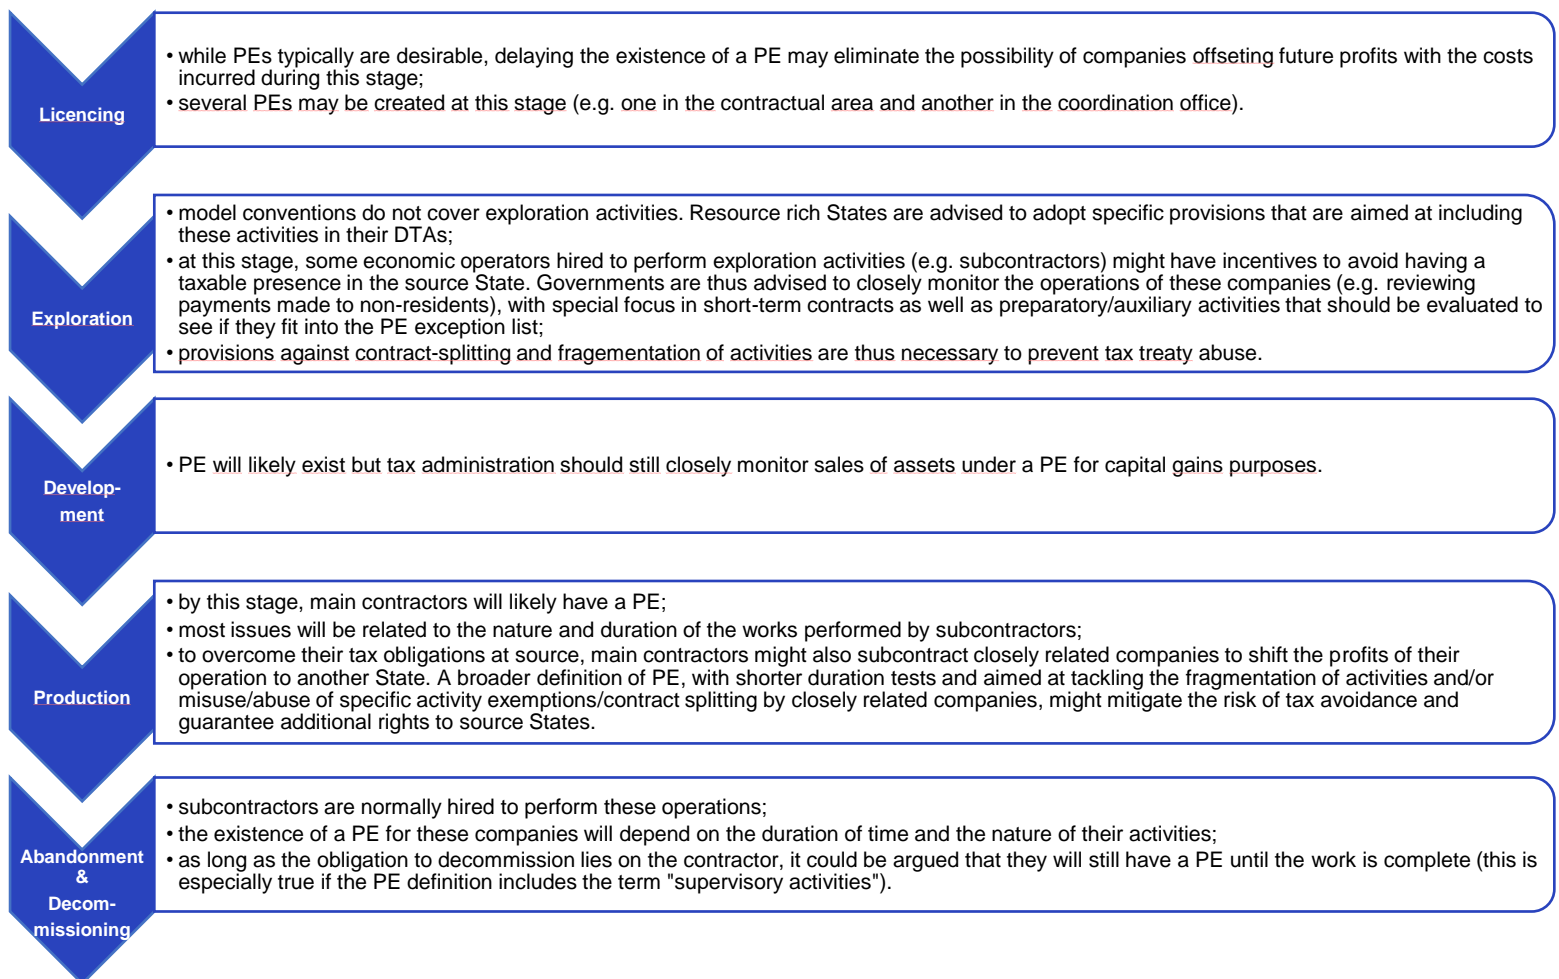 Licencing
• while PEs typically are desirable, delaying the existence of a PE may eliminate the possibility of companies offseting future profits with the costs
incurred during this stage;
• several PEs may be created at this stage (e.g. one in the contractual area and another in the coordination office).
Exploration
• model conventions do not cover exploration activities. Resource rich States are advised to adopt specific provisions that are aimed at including
these activities in their DTAs;
• at this stage, some economic operators hired to perform exploration activities (e.g. subcontractors) might have incentives to avoid having a
taxable presence in the source State. Governments are thus advised to closely monitor the operations of these companies (e.g. reviewing
payments made to non-residents), with special focus in short-term contracts as well as preparatory/auxiliary activities that should be evaluated to
see if they fit into the PE exception list;
• provisions against contract-splitting and fragementation of activities are thus necessary to prevent tax treaty abuse.
Develop-
ment
• PE will likely exist but tax administration should still closely monitor sales of assets under a PE for capital gains purposes.
Production
• by this stage, main contractors will likely have a PE;
• most issues will be related to the nature and duration of the works performed by subcontractors;
• to overcome their tax obligations at source, main contractors might also subcontract closely related companies to shift the profits of their
operation to another State. A broader definition of PE, with shorter duration tests and aimed at tackling the fragmentation of activities and/or
misuse/abuse of specific activity exemptions/contract splitting by closely related companies, might mitigate the risk of tax avoidance and
guarantee additional rights to source States.
Abandonment
&
Decom-
missioning
• subcontractors are normally hired to perform these operations;
• the existence of a PE for these companies will depend on the duration of time and the nature of their activities;
• as long as the obligation to decommission lies on the contractor, it could be argued that they will still have a PE until the work is complete (this is
especially true if the PE definition includes the term "supervisory activities").